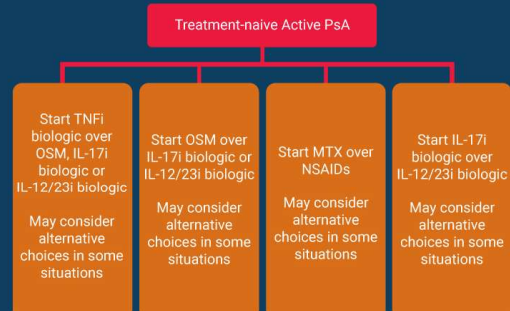 Treatment-naive Active PsA
Start TNFi
biologic over
OSM, IL-17i
biologic or
IL-12/23i biologic
May consider
alternative
choices in some
situations
Start OSM over
IL-17i biologic or
IL-12/23i biologic
May consider
alternative
choices in some
situations
Start MTX over
NSAIDs
May consider
alternative
choices in some
situations
Start IL-17i
biologic over
IL-12/23i biologic
May consider
alternative
choices in some
situations